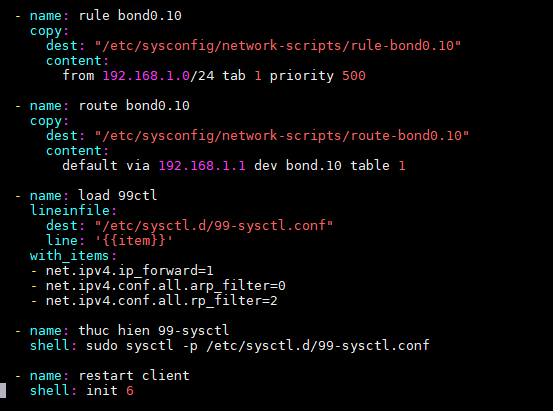 - name: rule bond0.10
  copy:
    dest: "/etc/sysconfig/network-scripts/rule-bond0.10"
    content:
      from 192.168.1.0/24 tab 1 priority 500
- name: route bond0.10
  copy:
    dest: "/etc/sysconfig/network-scripts/route-bond0.10"
    content:
      default via 192.168.1.1 dev bond.10 table 1
- name: load 99ctl
  lineinfile:
    dest: "/etc/sysctl.d/99-sysctl.conf"
    line: '{{item}}'
  with_items:
  - net.ipv4.ip_forward=1
  - net.ipv4.conf.all.arp_filter=0
  - net.ipv4.conf.all.rp_filter=2
- name: thuc hien 99-sysctl
  shell: sudo sysctl -p /etc/sysctl.d/99-sysctl.conf
- name: restart client
  shell: init 6